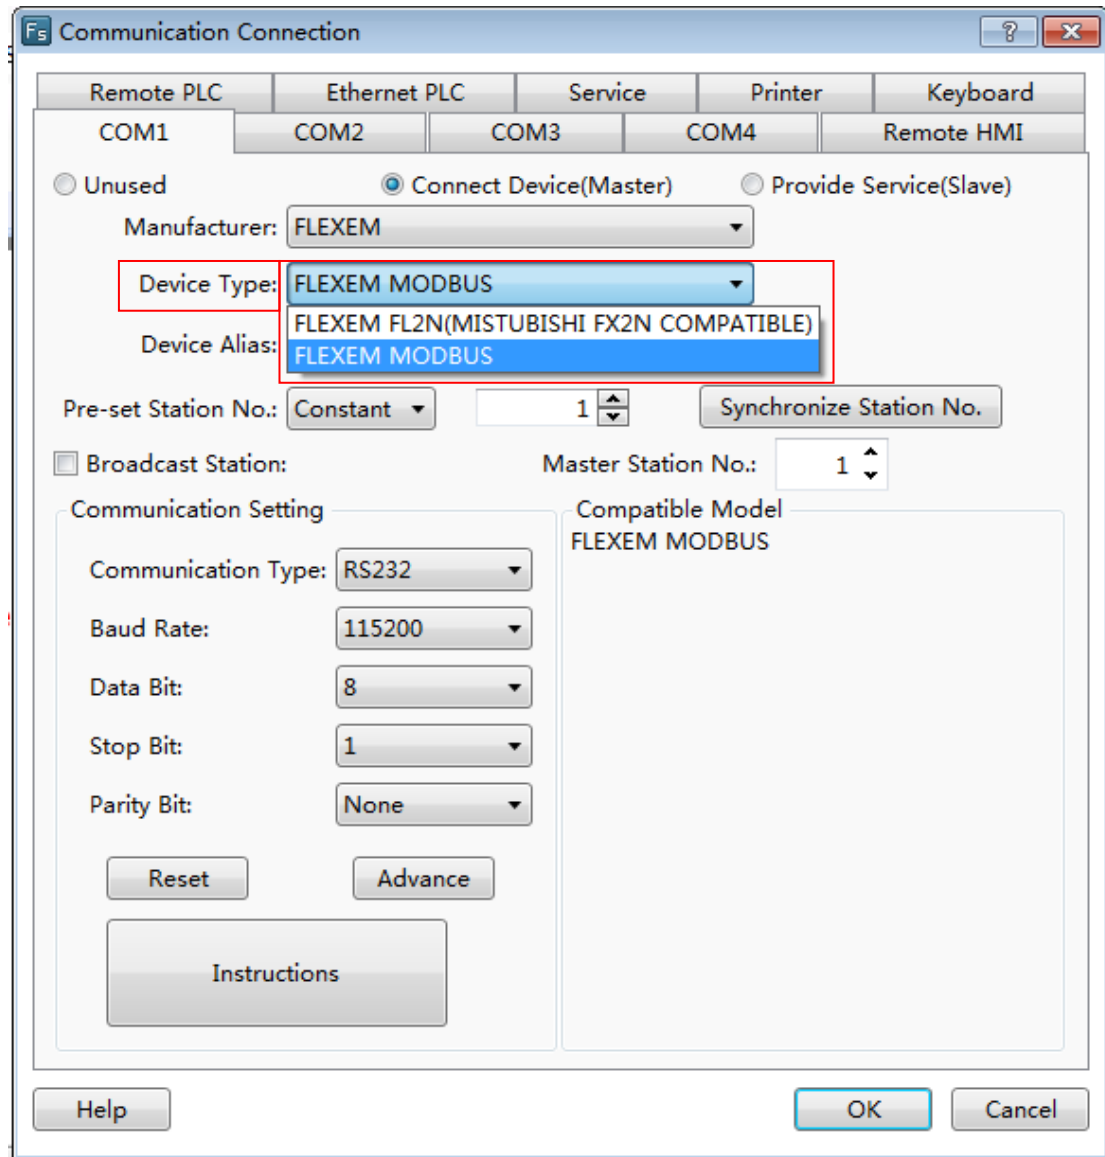 Fs Communication Connection ?
Remote PLC Ethernet PLC Service Printer Keyboard
COM1 COM2 COM3 COM4 Remote HMI
Unused Connect Device(Master) Provide Service(Slave)
Manufacturer: FLEXEM
Device Type: FLEXEM MODBUS
FLEXEM FL2N(MISTUBISHI FX2N COMPATIBLE)
Device Alias: FLEXEM MODBUS
Pre-set Station No.: Constant 1 Synchronize Station No.
Broadcast Station: Master Station No.: 1
Communication Setting
Communication Type: RS232
Baud Rate: 115200
Data Bit: 8
Stop Bit: 1
Parity Bit: None
Reset Advance
Instructions
Compatible Model
FLEXEM MODBUS
Help OK Cancel